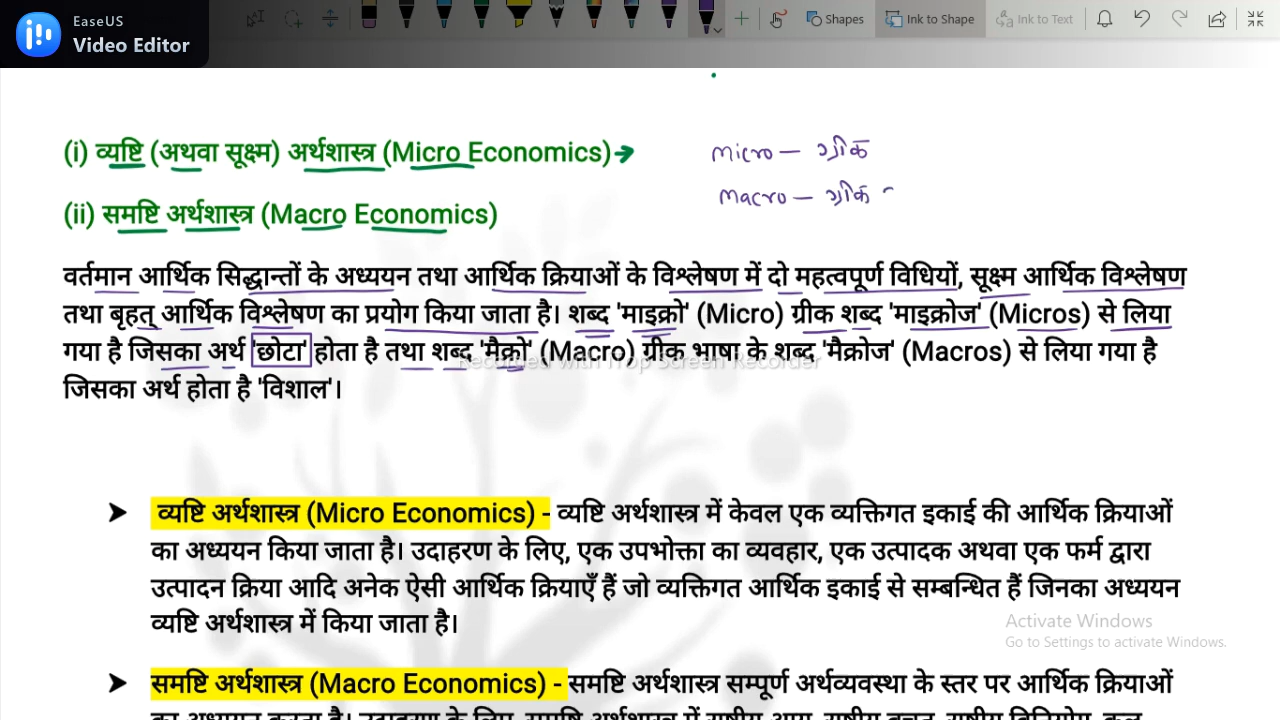 EaseUS
Video Editor
Shapes
Ink to Shape
Ink to Text
(i) व्यष्टि (अथवा सूक्ष्म) अर्थशास्त्र (Micro Economics)→
Micro — ग्रीक
(ii) समष्टि अर्थशास्त्र (Macro Economics)
Macro — ग्रीक
वर्तमान आर्थिक सिद्धान्तों के अध्ययन तथा आर्थिक क्रियाओं के विश्लेषण में दो महत्वपूर्ण विधियों, सूक्ष्म आर्थिक विश्लेषण
तथा बृहत् आर्थिक विश्लेषण का प्रयोग किया जाता है। शब्द 'माइक्रो' (Micro) ग्रीक शब्द 'माइक्रोज' (Micros) से लिया
गया है जिसका अर्थ 'छोटा' होता है तथा शब्द 'मैक्रो' (Macro) ग्रीक भाषा के शब्द 'मैक्रोज' (Macros) से लिया गया है
Recorded with iTop Screen Recorder
जिसका अर्थ होता है 'विशाल'।
➤ व्यष्टि अर्थशास्त्र (Micro Economics) - व्यष्टि अर्थशास्त्र में केवल एक व्यक्तिगत इकाई की आर्थिक क्रियाओं
का अध्ययन किया जाता है। उदाहरण के लिए, एक उपभोक्ता का व्यवहार, एक उत्पादक अथवा एक फर्म द्वारा
उत्पादन क्रिया आदि अनेक ऐसी आर्थिक क्रियाएँ हैं जो व्यक्तिगत आर्थिक इकाई से सम्बन्धित हैं जिनका अध्ययन
व्यष्टि अर्थशास्त्र में किया जाता है।
Activate Windows
Go to Settings to activate Windows.
➤ समष्टि अर्थशास्त्र (Macro Economics) - समष्टि अर्थशास्त्र सम्पूर्ण अर्थव्यवस्था के स्तर पर आर्थिक क्रियाओं